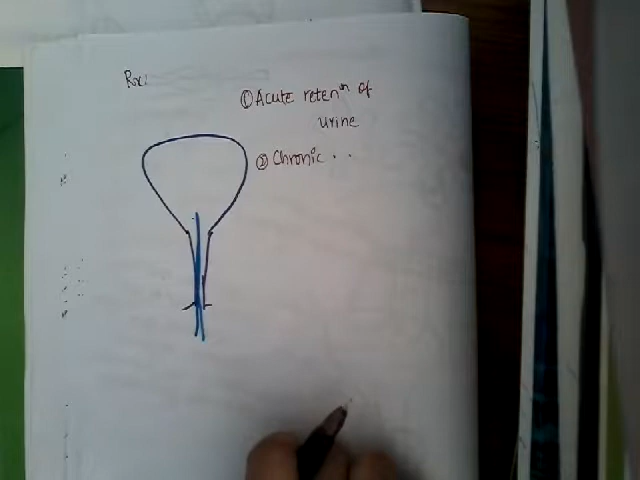 Rx:
① Acute retenⁿ of
urine
② Chronic . .